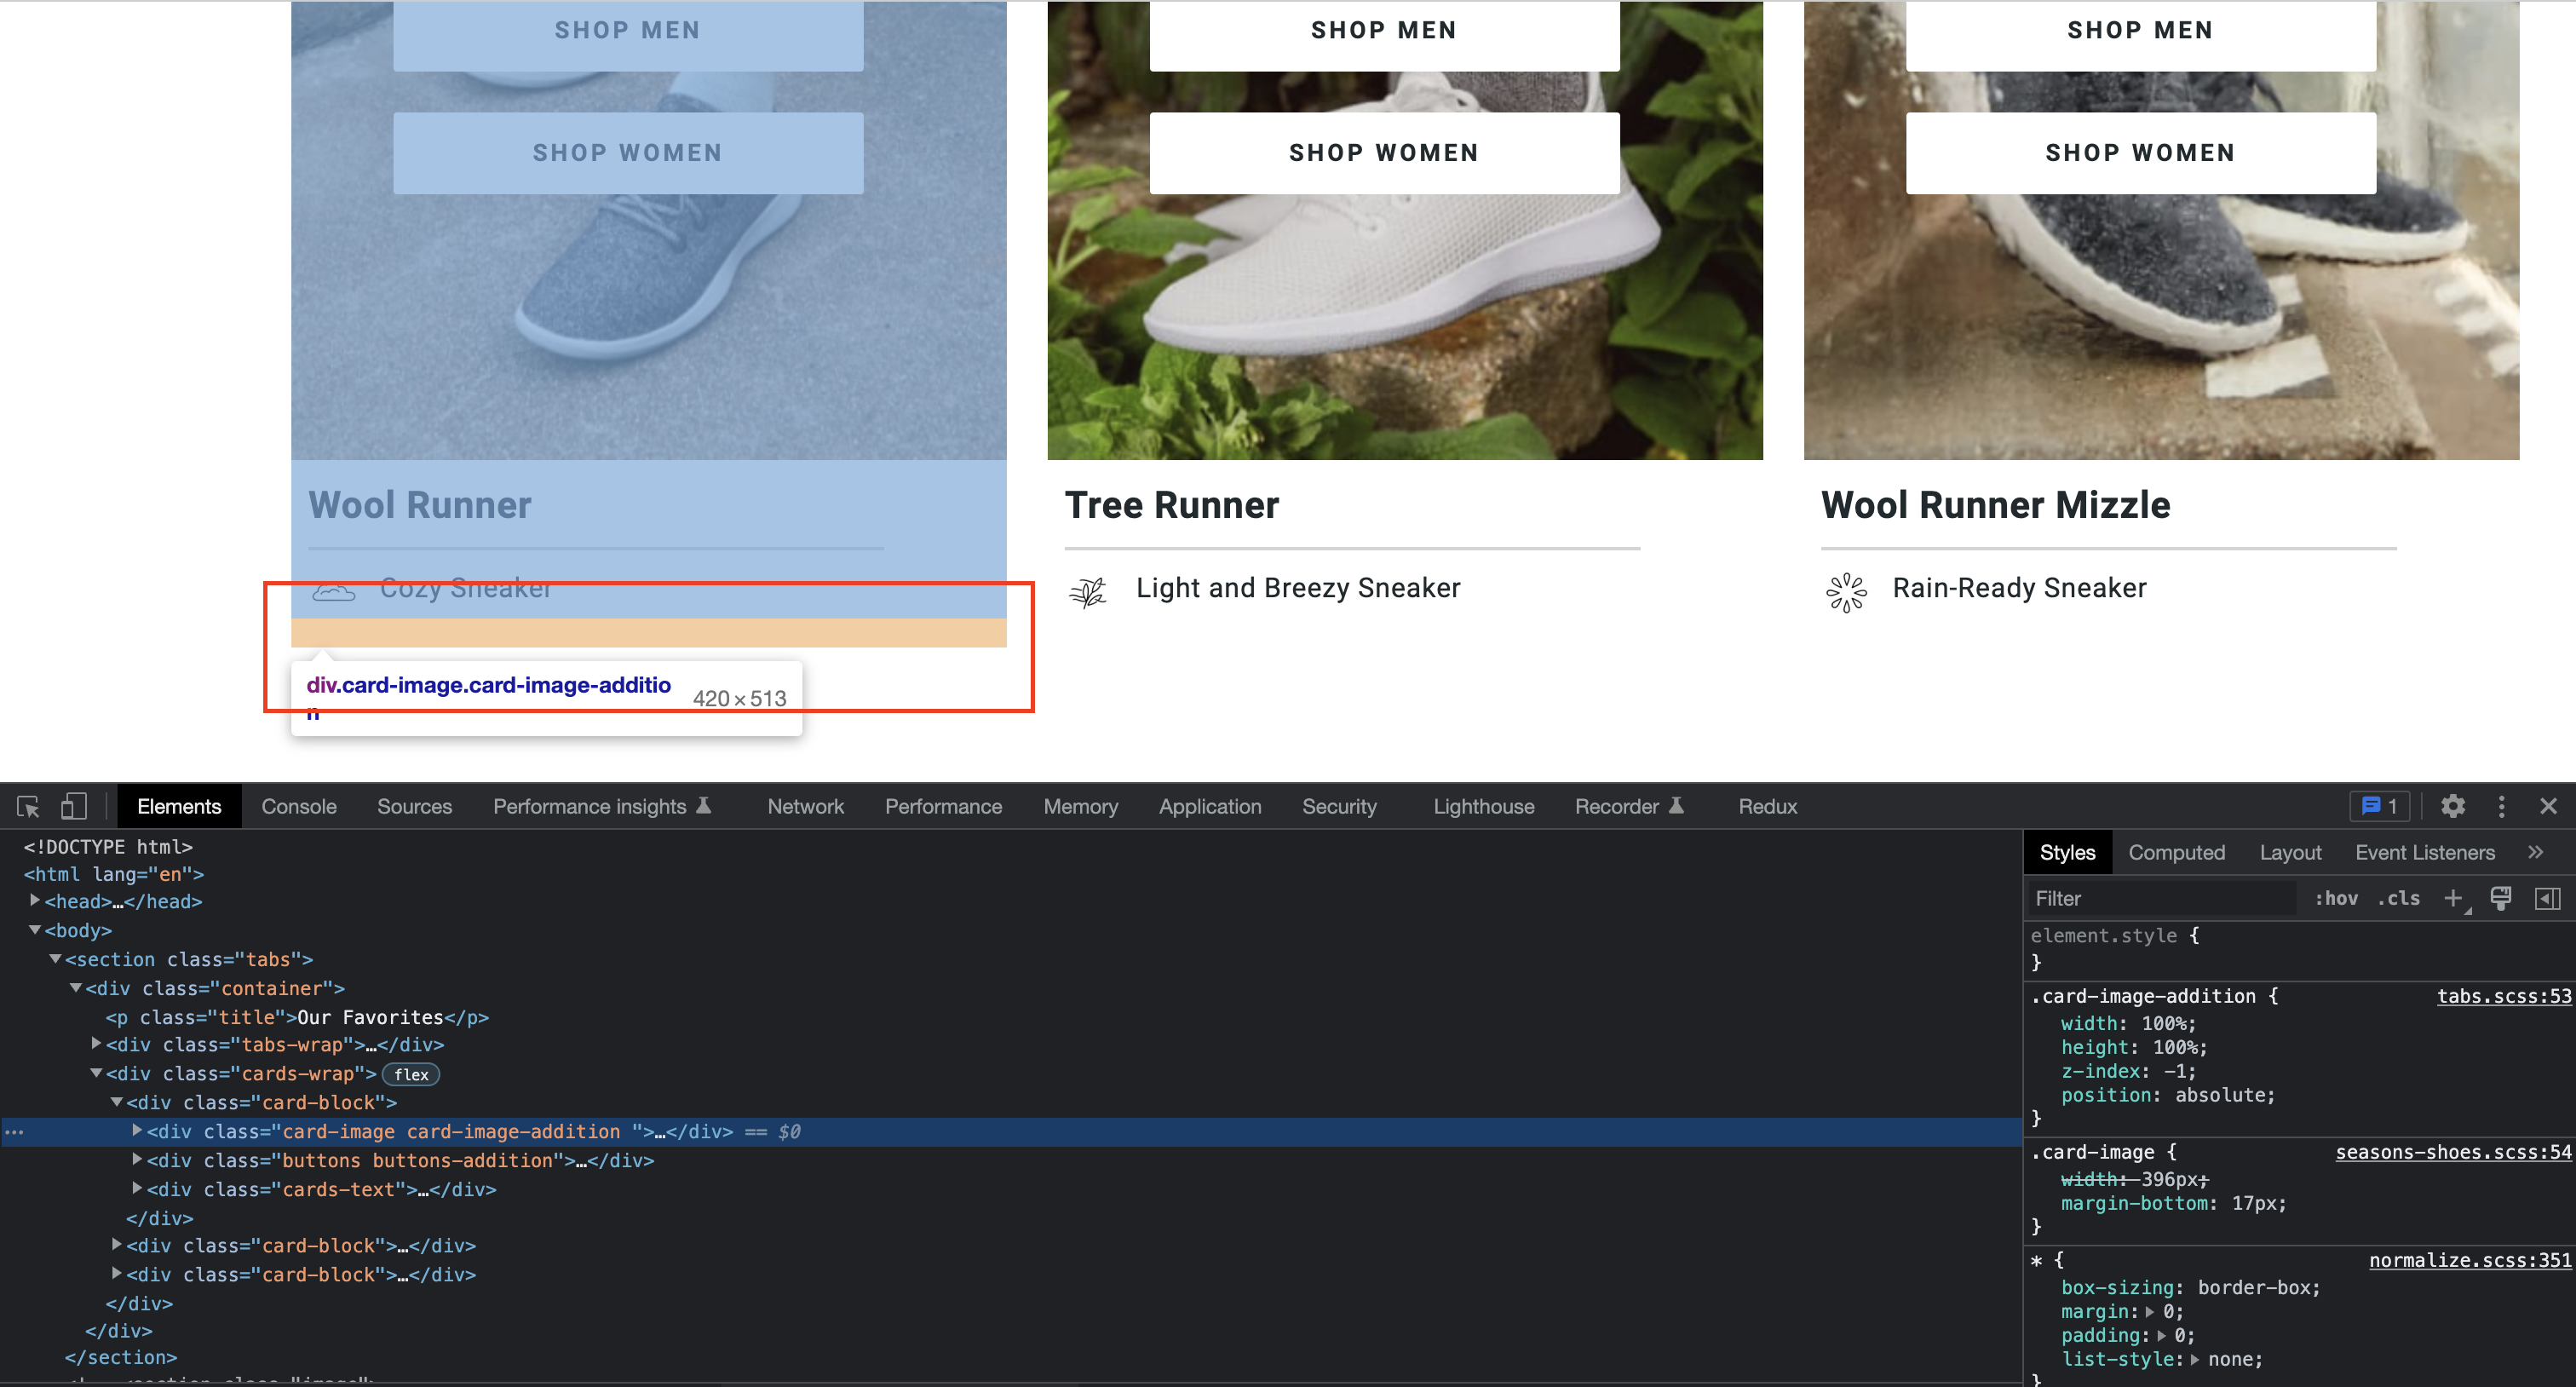 SHOP MEN SHOP MEN SHOP MEN
SHOP WOMEN SHOP WOMEN SHOP WOMEN
Wool Runner Tree Runner Wool Runner Mizzle
Cozy Sneaker Light and Breezy Sneaker Rain-Ready Sneaker
div.card-image.card-image-additio
n 420 × 513
Elements Console Sources Performance insights Network Performance Memory Application Security Lighthouse Recorder Redux 1
<!DOCTYPE html>
<html lang="en">
<head>…</head>
<body>
<section class="tabs">
<div class="container">
<p class="title">Our Favorites</p>
<div class="tabs-wrap">…</div>
<div class="cards-wrap"> flex
<div class="card-block">
… <div class="card-image card-image-addition ">…</div> == $0
<div class="buttons buttons-addition">…</div>
<div class="cards-text">…</div>
</div>
<div class="card-block">…</div>
<div class="card-block">…</div>
</div>
</div>
</section>
Styles Computed Layout Event Listeners »
Filter :hov .cls +
element.style {
}
.card-image-addition { tabs.scss:53
width: 100%;
height: 100%;
z-index: -1;
position: absolute;
}
.card-image { seasons-shoes.scss:54
width: 396px;
margin-bottom: 17px;
}
* { normalize.scss:351
box-sizing: border-box;
margin: 0;
padding: 0;
list-style: none;
}